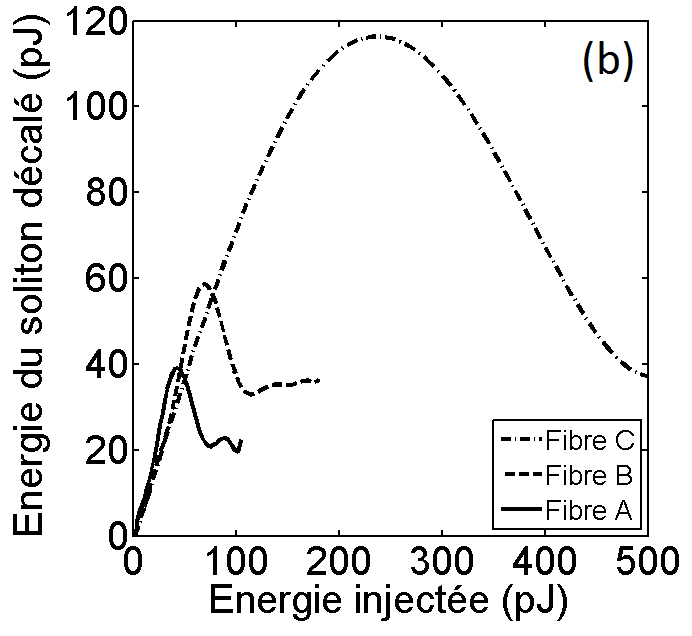 (b)
Energie du soliton décalé (pJ)
120
100
80
60
40
20
0
Fibre C
Fibre B
Fibre A
0 100 200 300 400 500
Energie injectée (pJ)